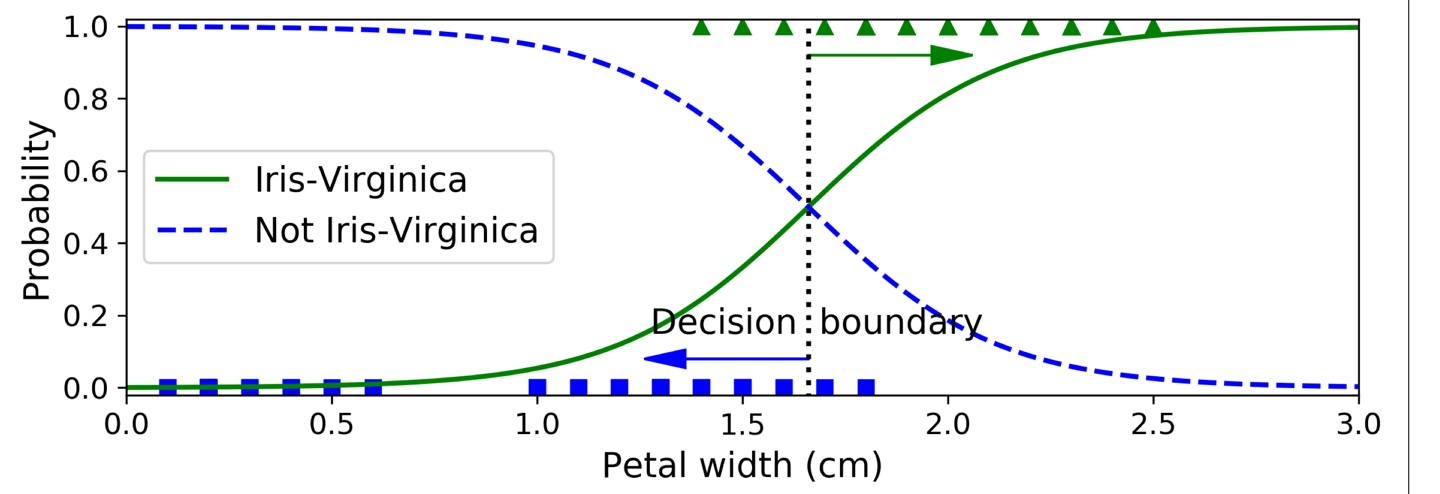 1.0
0.8
0.6
0.4
0.2
0.0
Probability
Iris-Virginica
Not Iris-Virginica
Decision boundary
0.0 0.5 1.0 1.5 2.0 2.5 3.0
Petal width (cm)